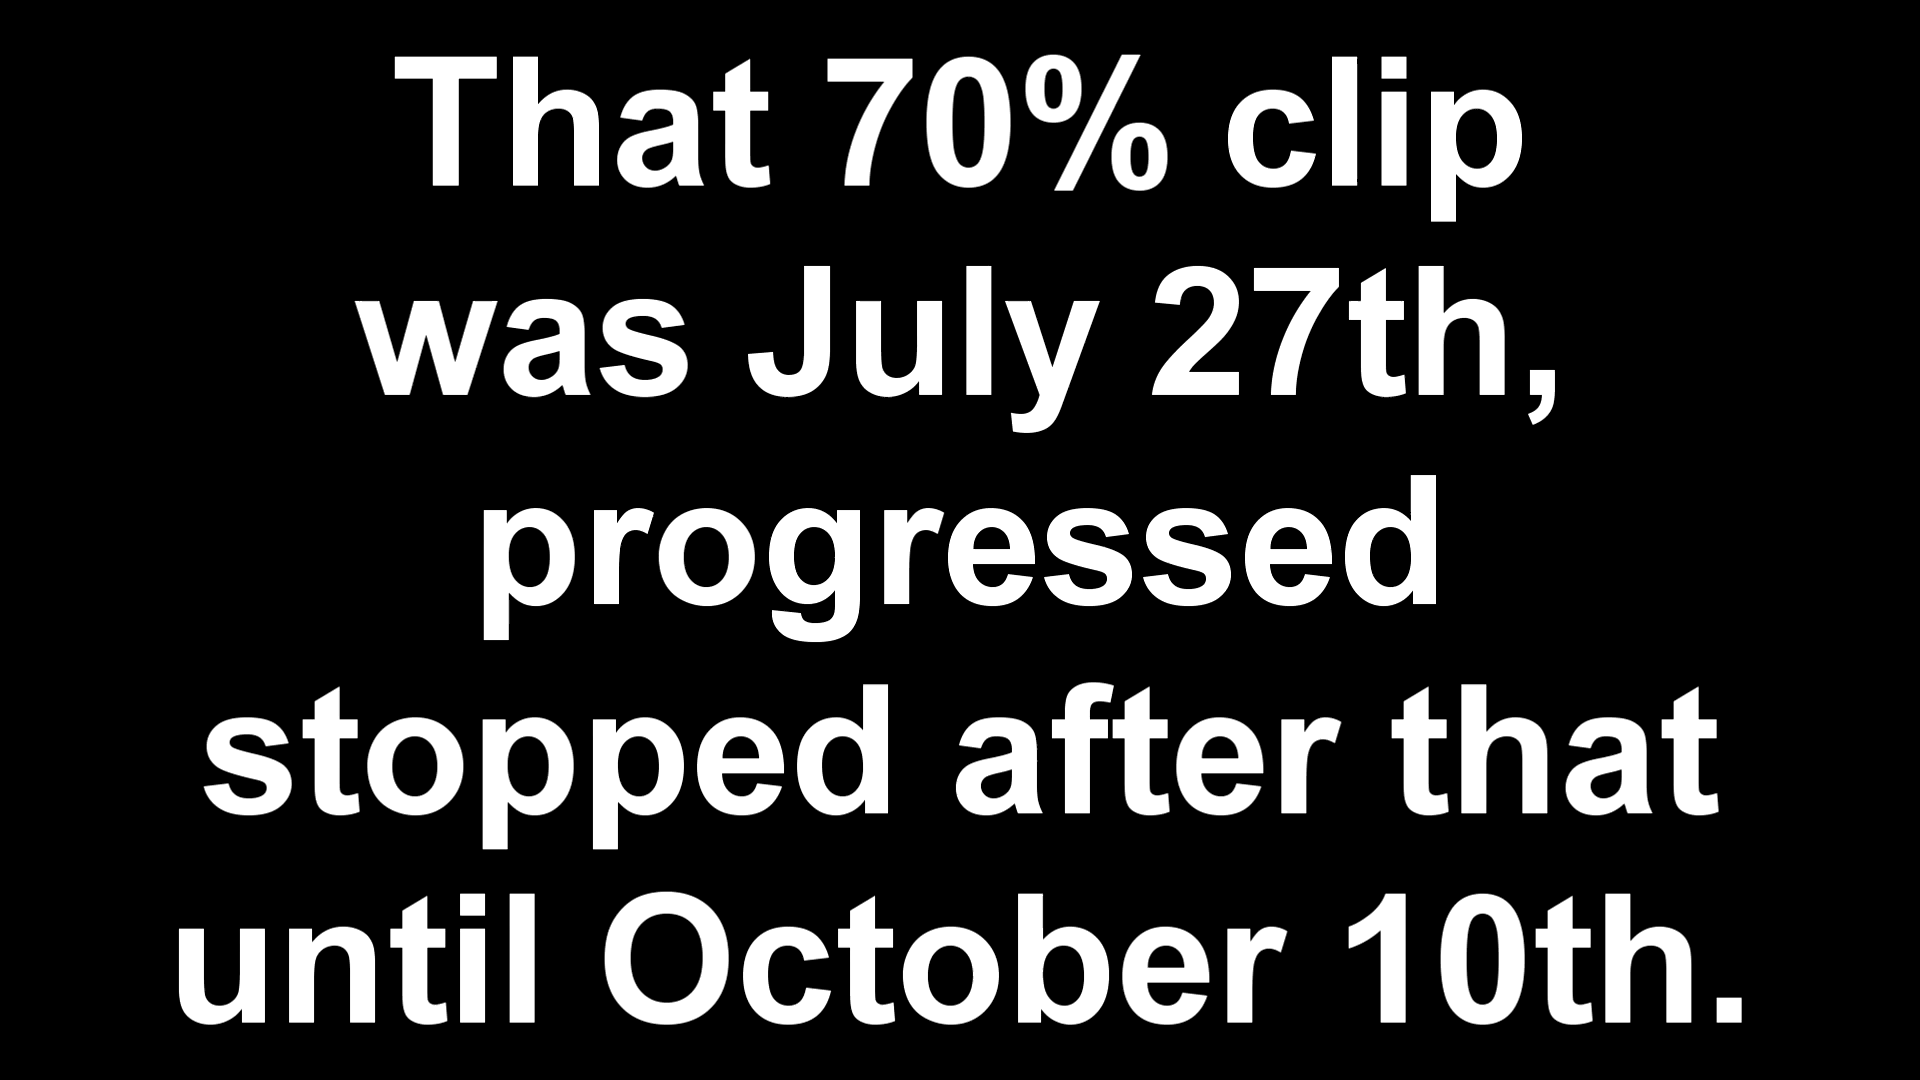 That 70% clip
was July 27th,
progressed
stopped after that
until October 10th.